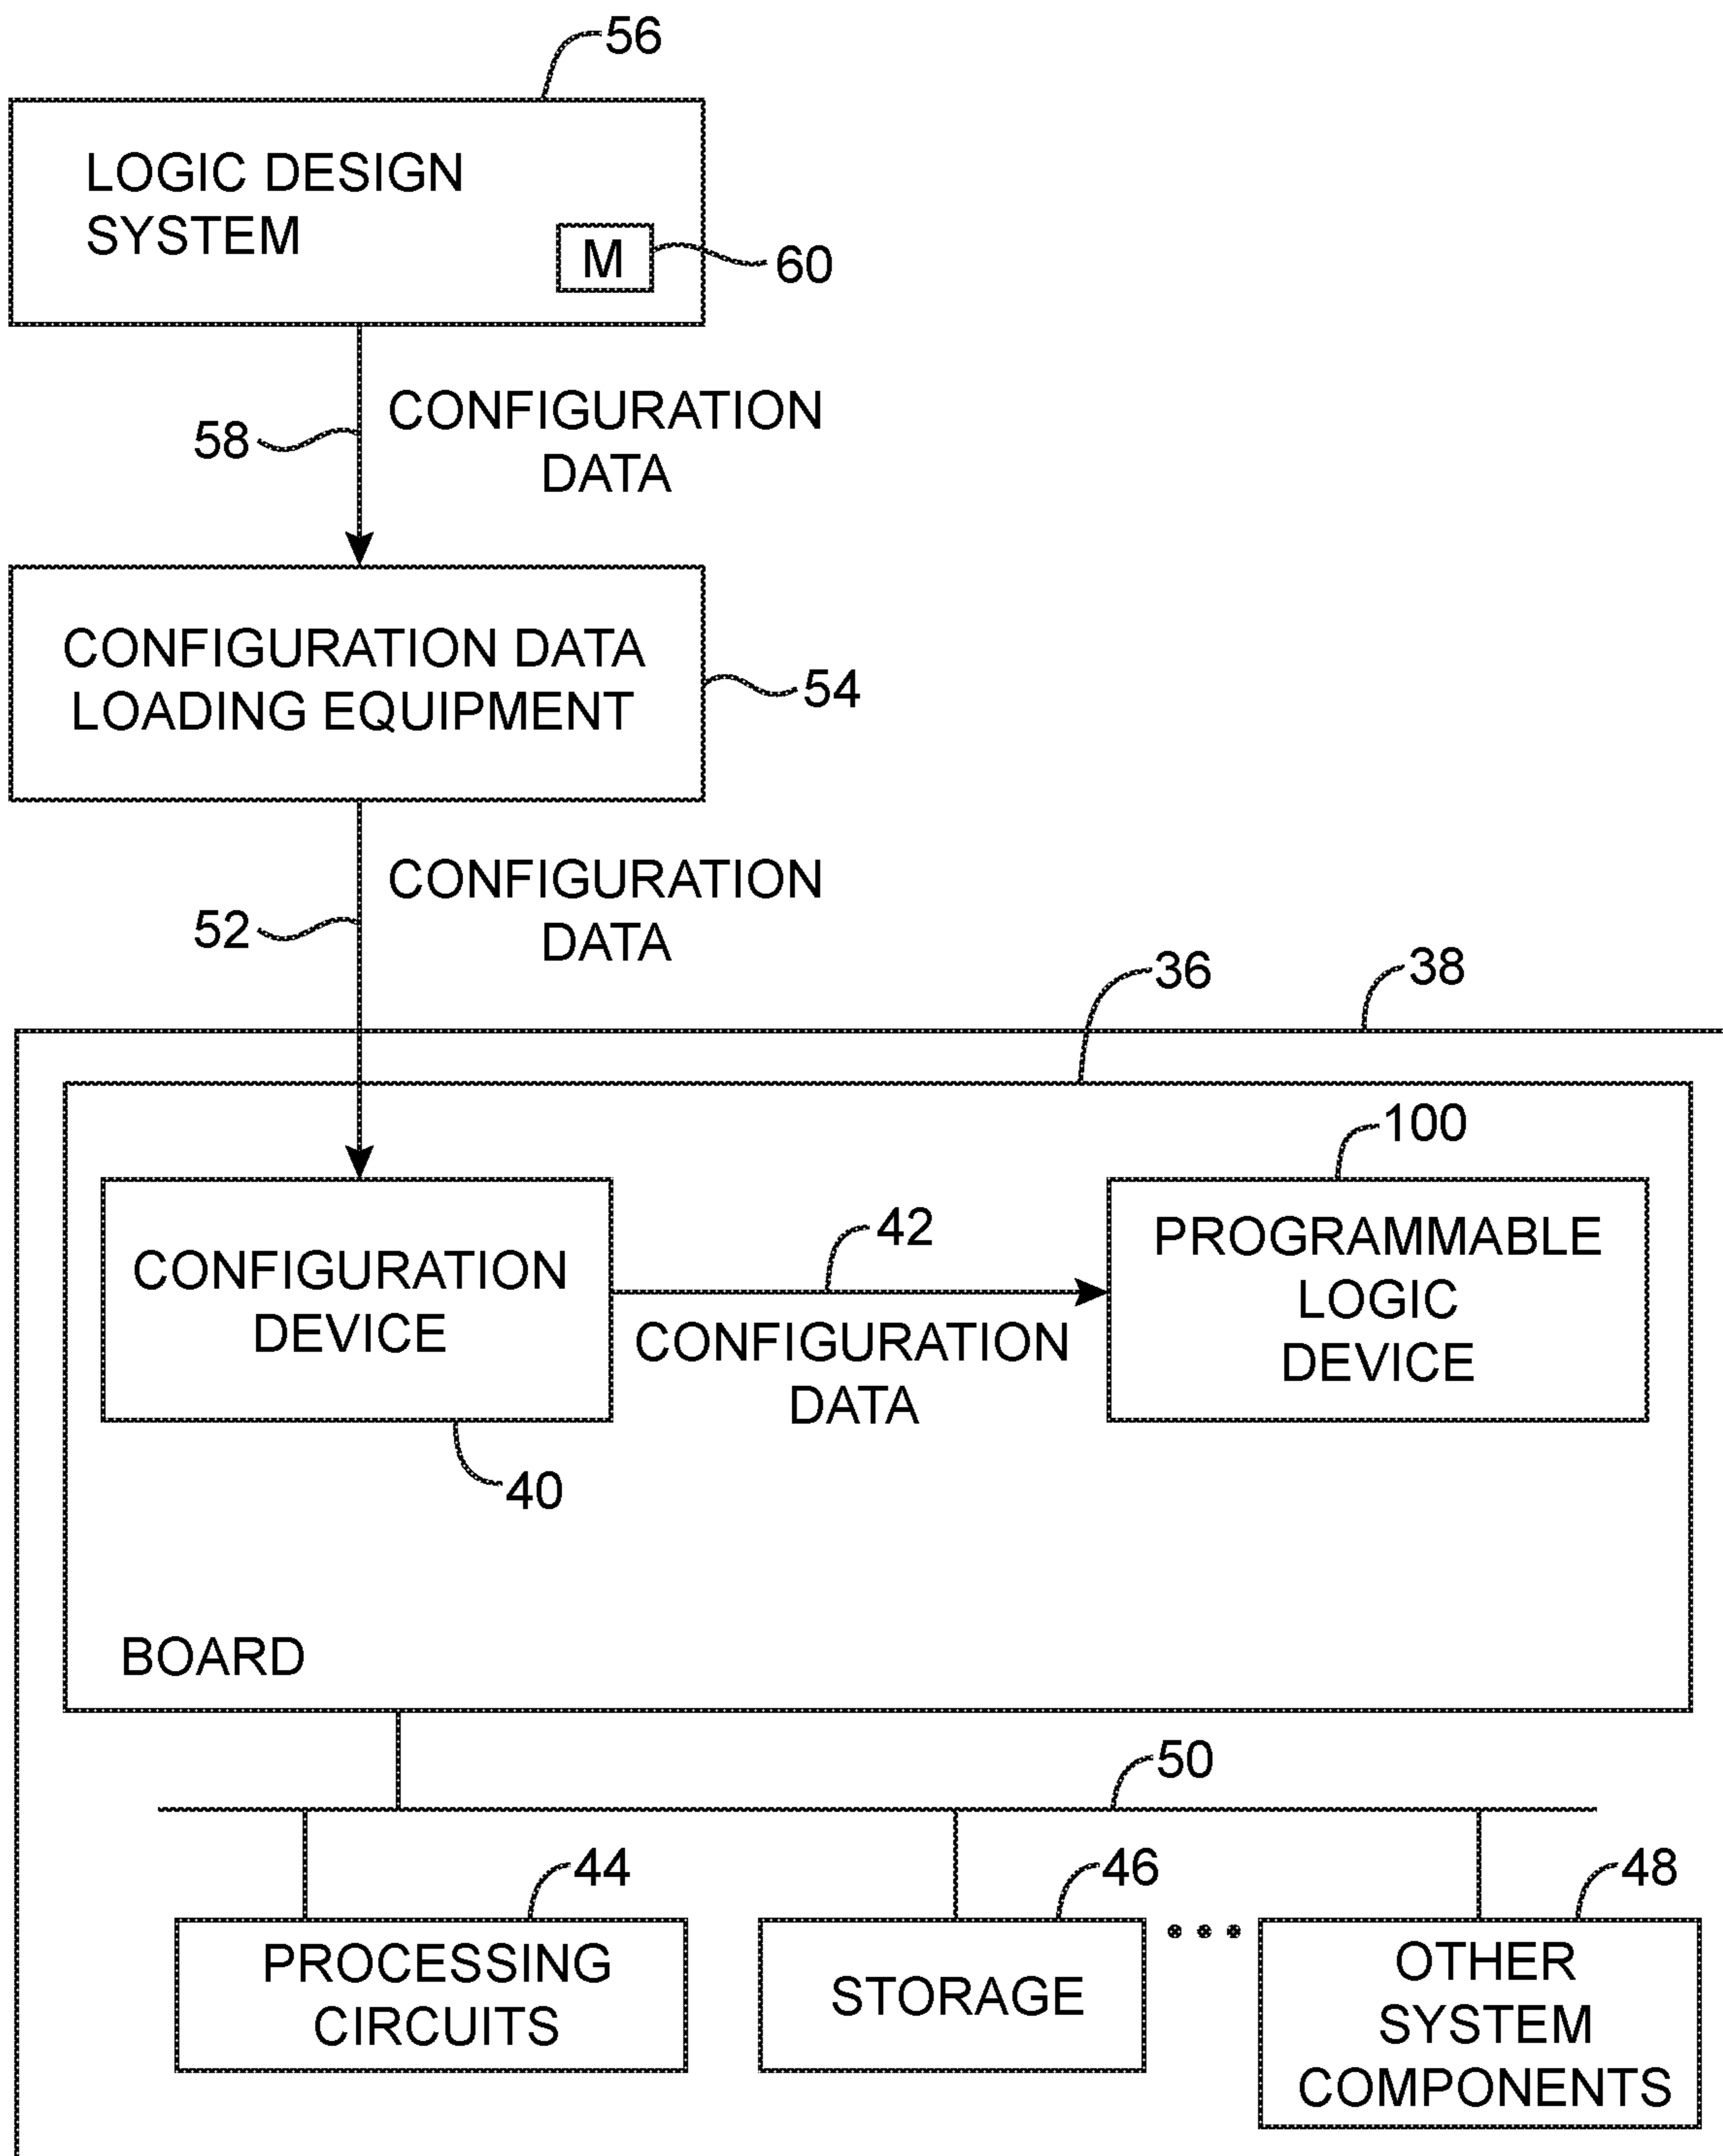 56
LOGIC DESIGN
SYSTEM
M
60
58
CONFIGURATION
DATA
CONFIGURATION DATA
LOADING EQUIPMENT
54
52
CONFIGURATION
DATA
36
38
100
CONFIGURATION
DEVICE
40
42
CONFIGURATION
DATA
PROGRAMMABLE
LOGIC
DEVICE
BOARD
50
44
PROCESSING
CIRCUITS
46
STORAGE
48
OTHER
SYSTEM
COMPONENTS